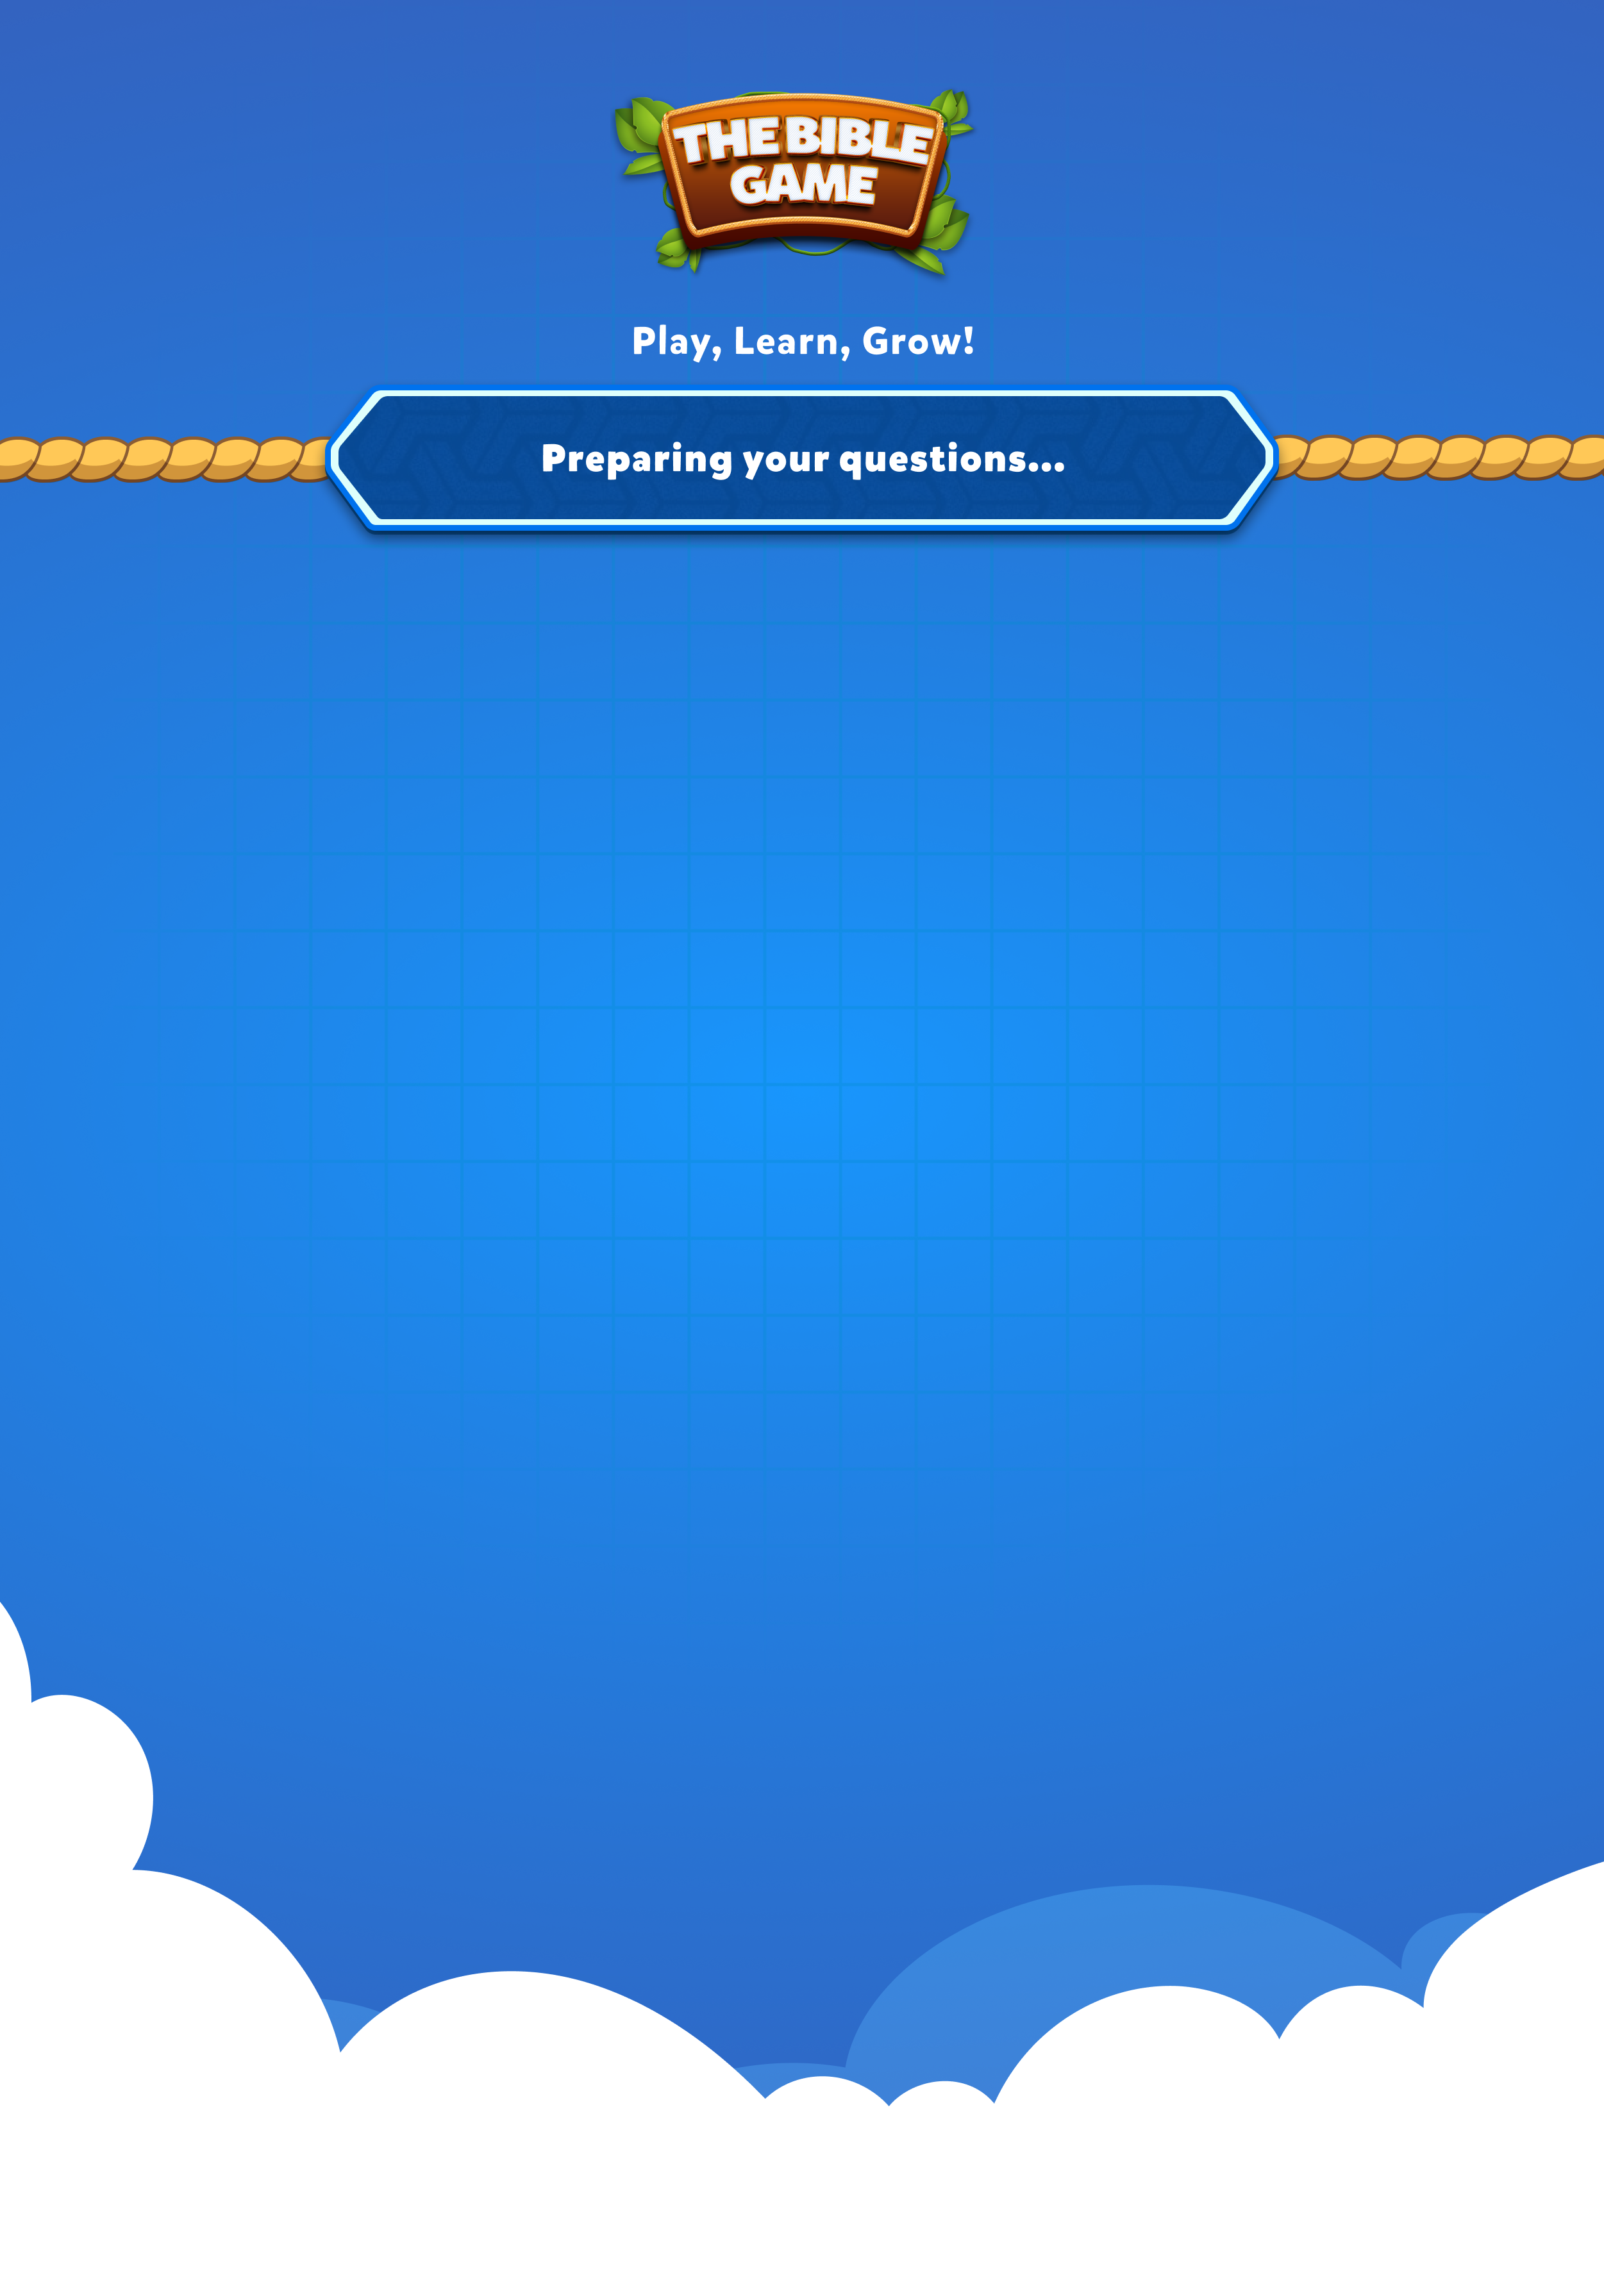 THE BIBLE
GAME
Play, Learn, Grow!
Preparing your questions...